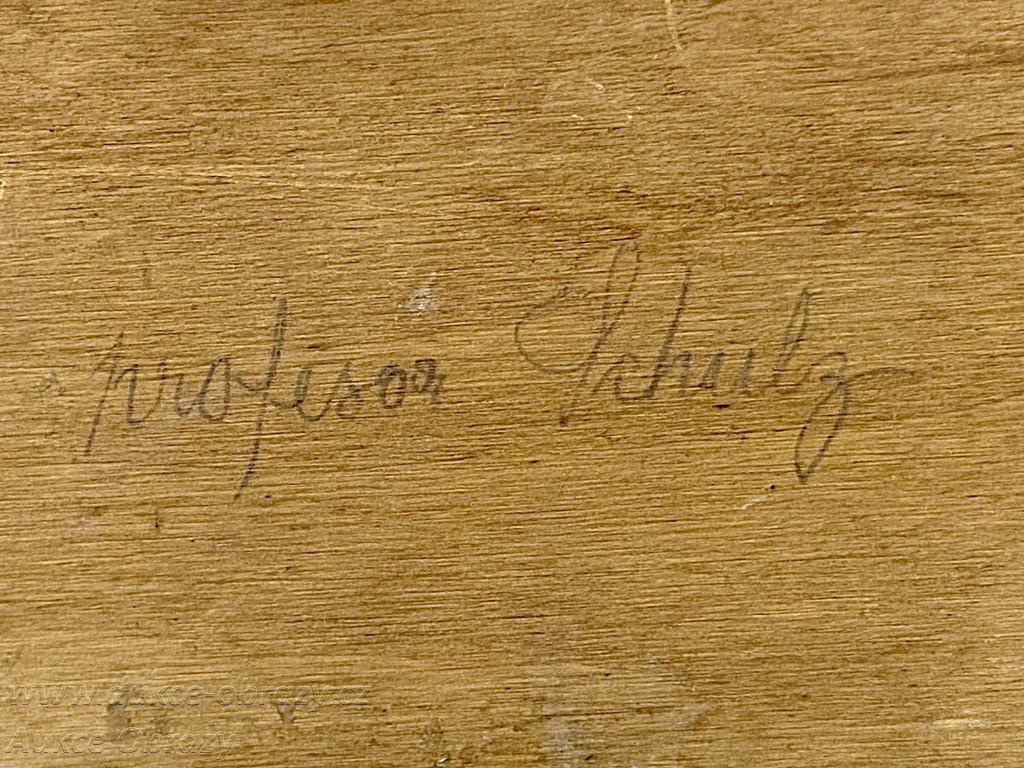 profesor Schulz
www.aukce-obrazy.cz
Aukce Obrazy